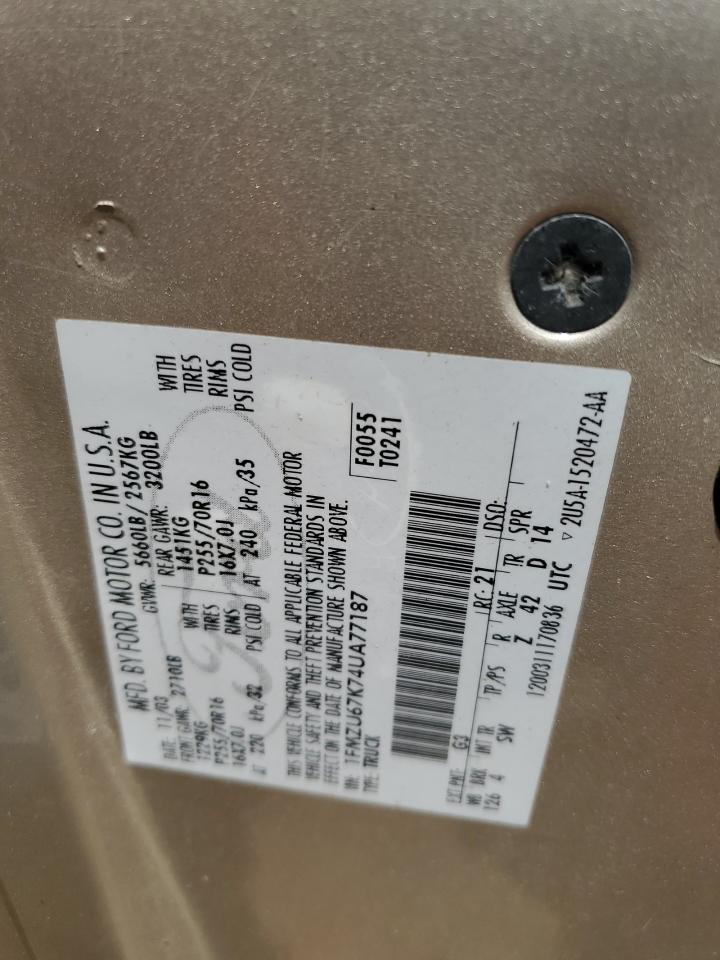 MFD. BY FORD MOTOR CO. IN U.S.A.
DATE: 11/03 GVWR: 5660LB/2567KG
FRONT GAWR: 2710LB REAR GAWR: 3200LB
1229KG WITH 1451KG WITH
P255/70R16 TIRES P255/70R16 TIRES
16X7.0J RIMS 16X7.0J RIMS
AT 220 kPa/32 PSI COLD AT 240 kPa/35 PSI COLD
THIS VEHICLE CONFORMS TO ALL APPLICABLE FEDERAL MOTOR
VEHICLE SAFETY AND THEFT PREVENTION STANDARDS IN
EFFECT ON THE DATE OF MANUFACTURE SHOWN ABOVE.
VIN: 1FMZU67K74UA77187
TYPE: TRUCK
F0055
T0241
EXT PNT: G3 RC: 21 DSO:
WB BRK INT TR TP/PS R AXLE TR SPR
126 4 SW Z 42 D 14
12003111170836 UTC ▽ 2U5A-1520472-AA